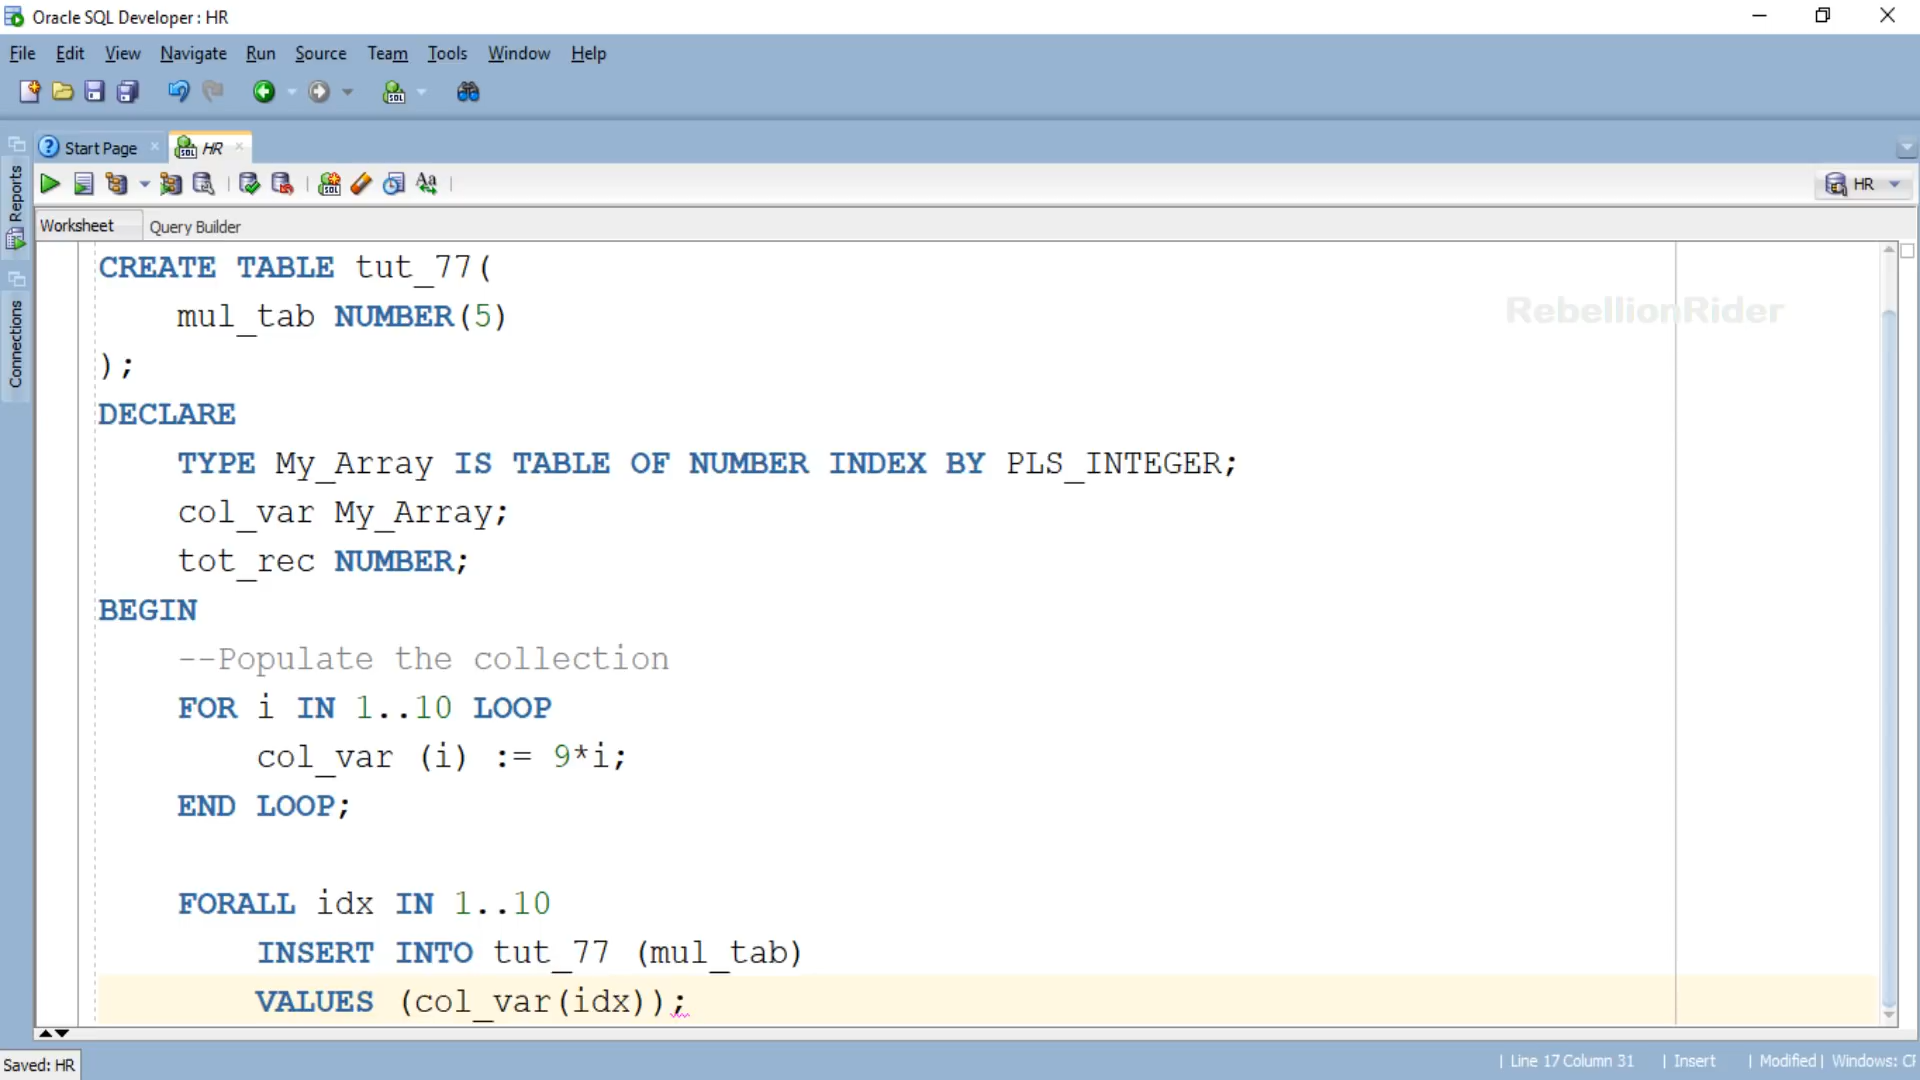 Oracle SQL Developer : HR
File Edit View Navigate Run Source Team Tools Window Help
Start Page HR
HR
Worksheet Query Builder
Reports
Connections
RebellionRider
CREATE TABLE tut_77(
mul_tab NUMBER(5)
);
DECLARE
TYPE My_Array IS TABLE OF NUMBER INDEX BY PLS_INTEGER;
col_var My_Array;
tot_rec NUMBER;
BEGIN
--Populate the collection
FOR i IN 1..10 LOOP
col_var (i) := 9*i;
END LOOP;
FORALL idx IN 1..10
INSERT INTO tut_77 (mul_tab)
VALUES (col_var(idx));
Saved: HR
| Line 17 Column 31 | Insert | Modified | Windows: